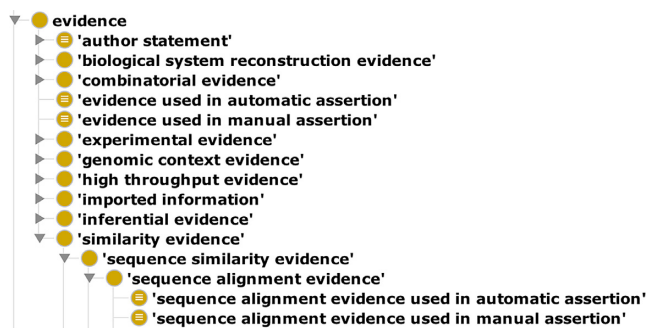 evidence
'author statement'
'biological system reconstruction evidence'
'combinatorial evidence'
'evidence used in automatic assertion'
'evidence used in manual assertion'
'experimental evidence'
'genomic context evidence'
'high throughput evidence'
'imported information'
'inferential evidence'
'similarity evidence'
'sequence similarity evidence'
'sequence alignment evidence'
'sequence alignment evidence used in automatic assertion'
'sequence alignment evidence used in manual assertion'